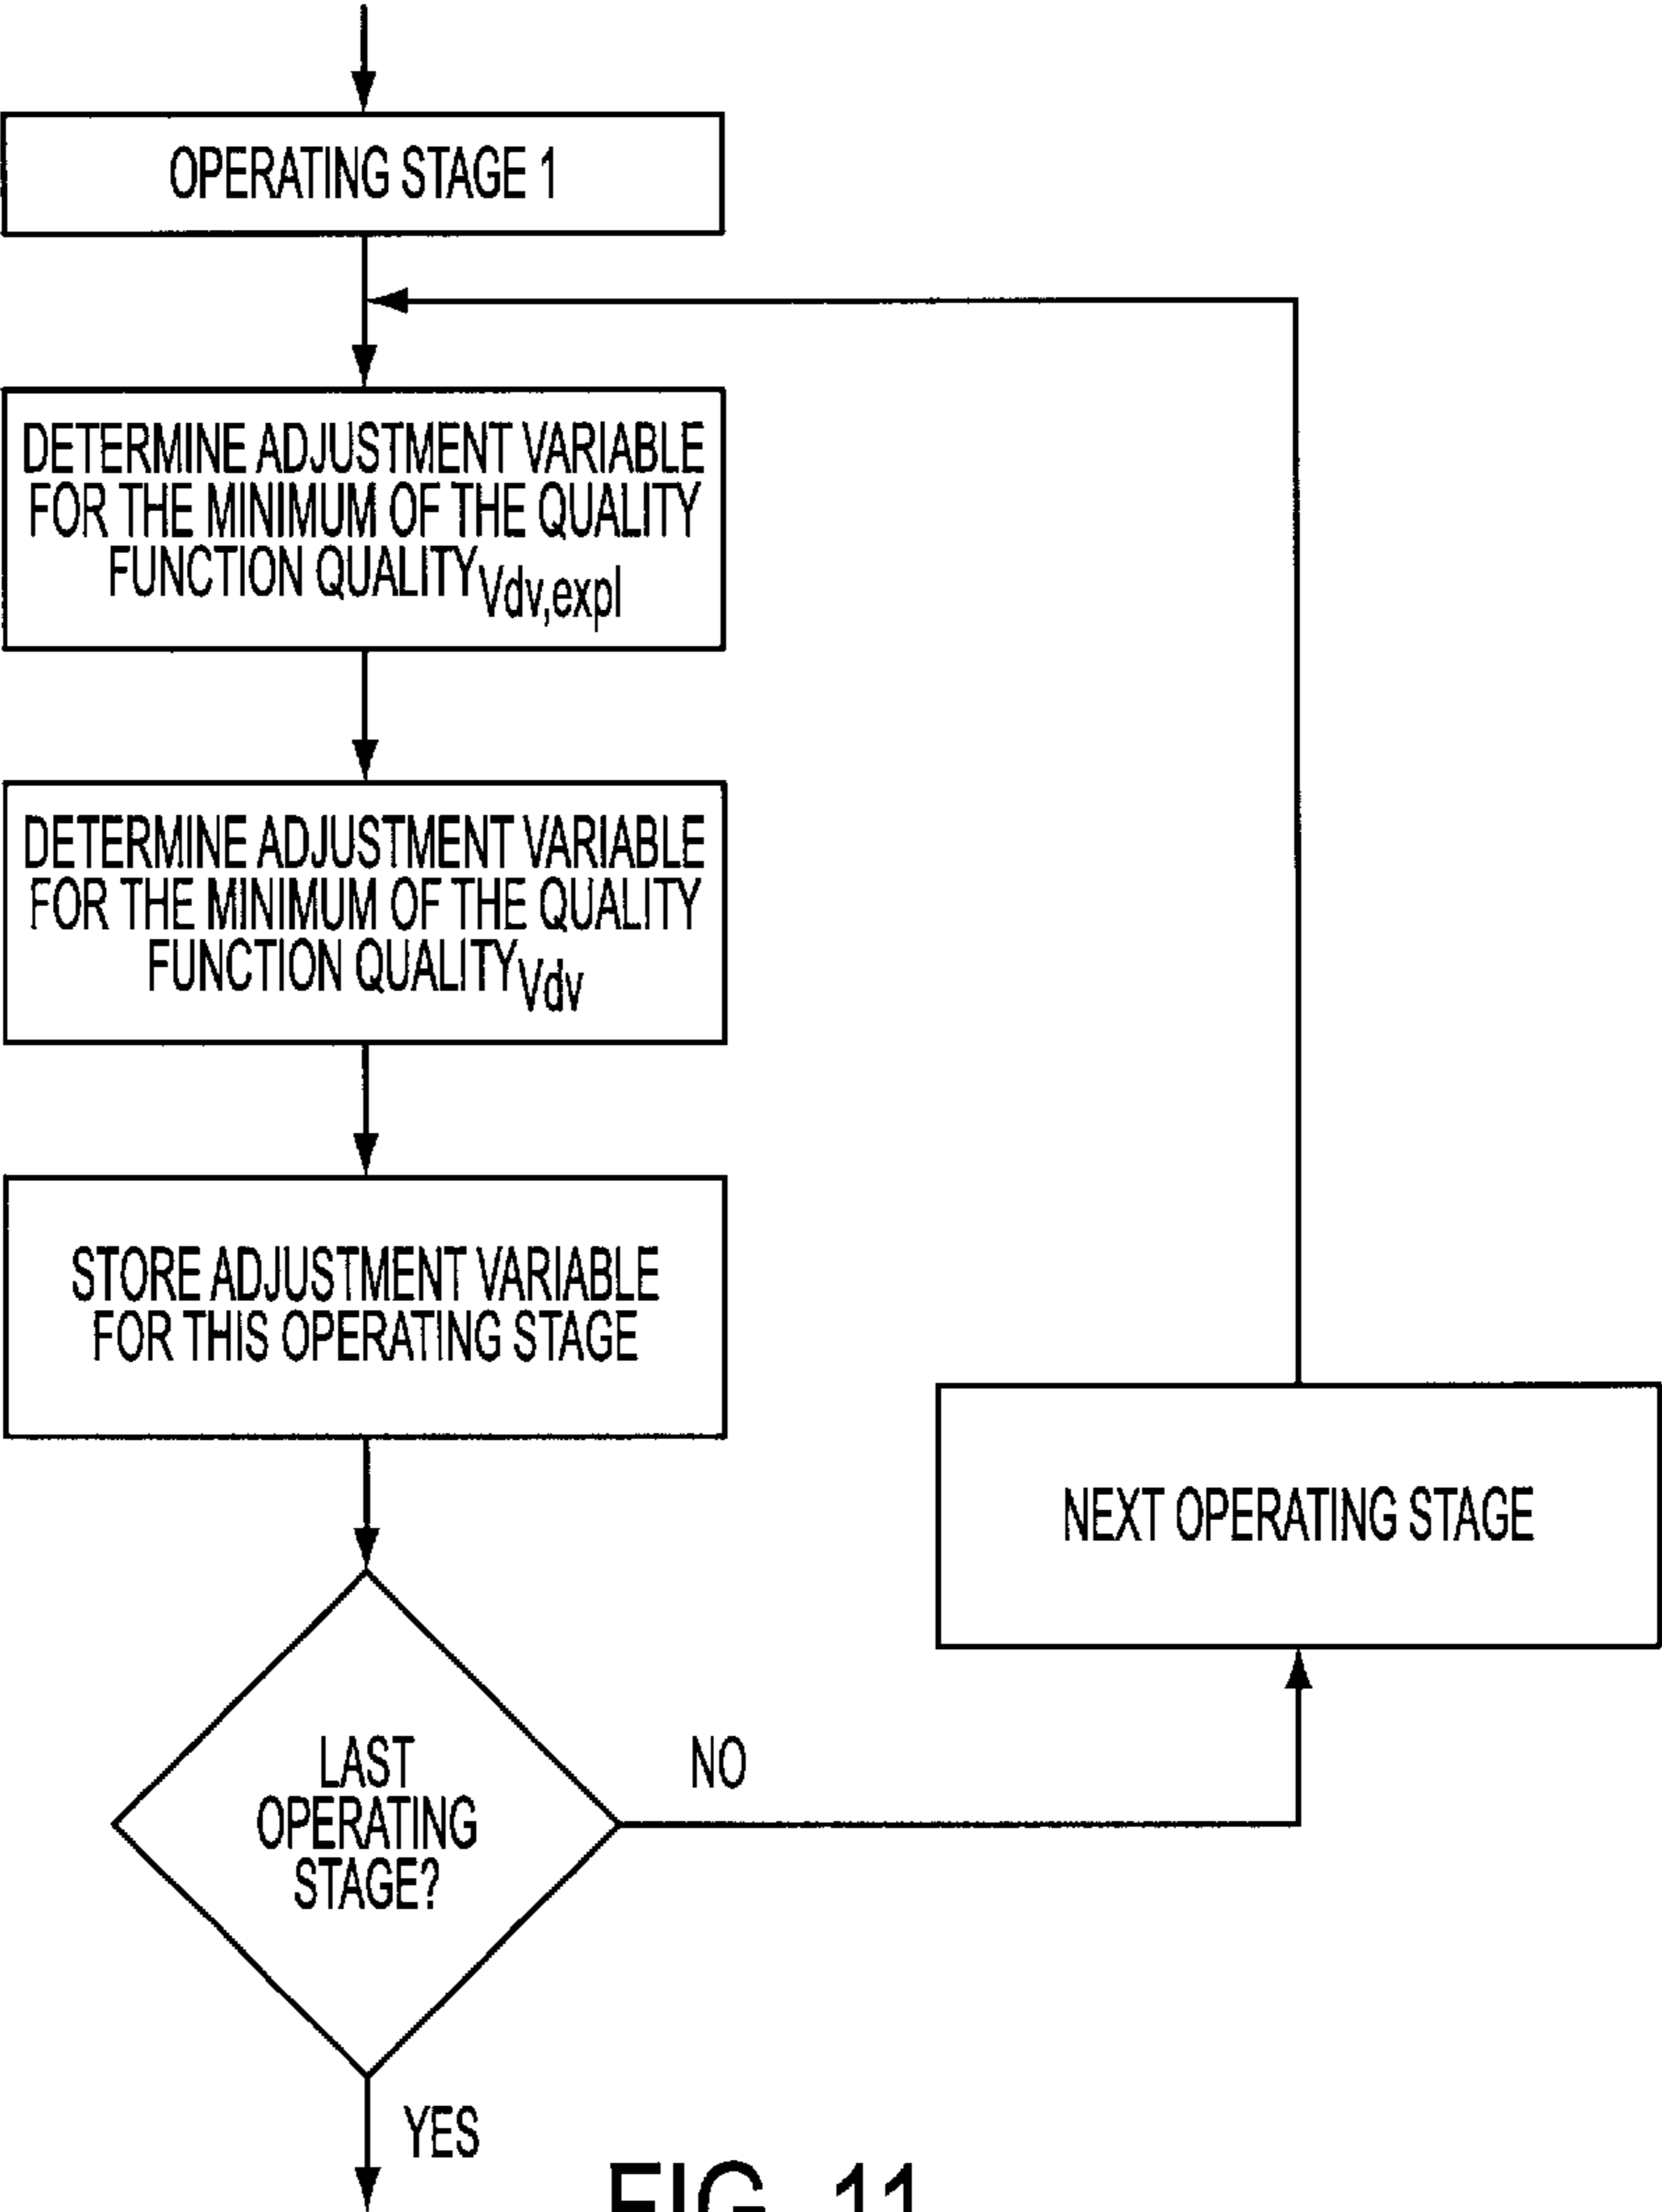 OPERATING STAGE 1
DETERMINE ADJUSTMENT VARIABLE
FOR THE MINIMUM OF THE QUALITY
FUNCTION QUALITYVdv,expl
DETERMINE ADJUSTMENT VARIABLE
FOR THE MINIMUM OF THE QUALITY
FUNCTION QUALITYVdv
STORE ADJUSTMENT VARIABLE
FOR THIS OPERATING STAGE
NEXT OPERATING STAGE
LAST
OPERATING
STAGE?
NO
YES
FIG. 11